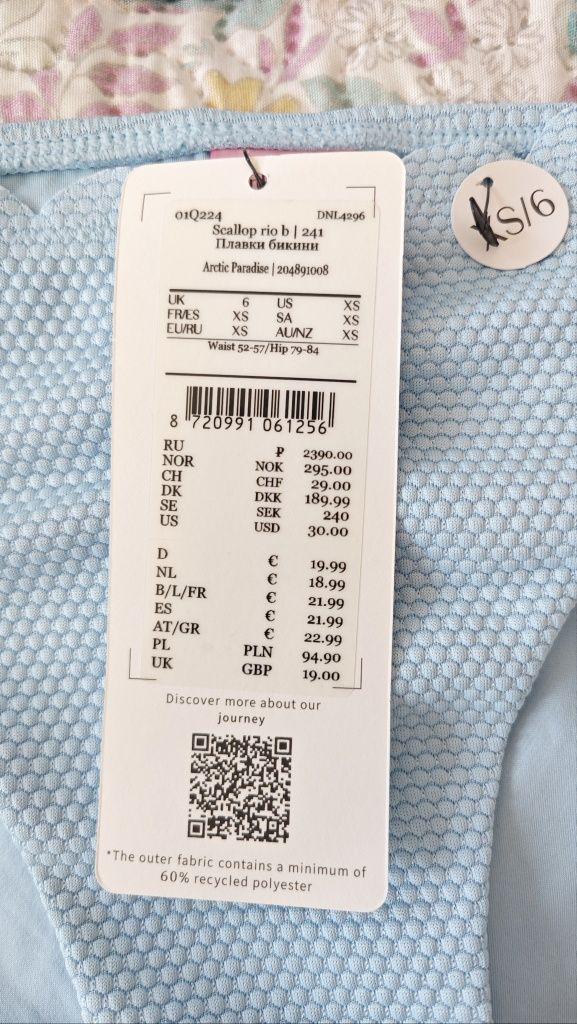 01Q224 DNL4296
Scallop rio b | 241
Плавки бикини
Arctic Paradise | 204891008
UK 6 US XS
FR/ES XS SA XS
EU/RU XS AU/NZ XS
Waist 52-57/Hip 79-84
8 720991 061256
RU ₽ 2390.00
NOR NOK 295.00
CH CHF 29.00
DK DKK 189.99
SE SEK 240
US USD 30.00
D € 19.99
NL € 18.99
B/L/FR € 21.99
ES € 21.99
AT/GR € 22.99
PL PLN 94.90
UK GBP 19.00
Discover more about our
journey
*The outer fabric contains a minimum of
60% recycled polyester
XS/6